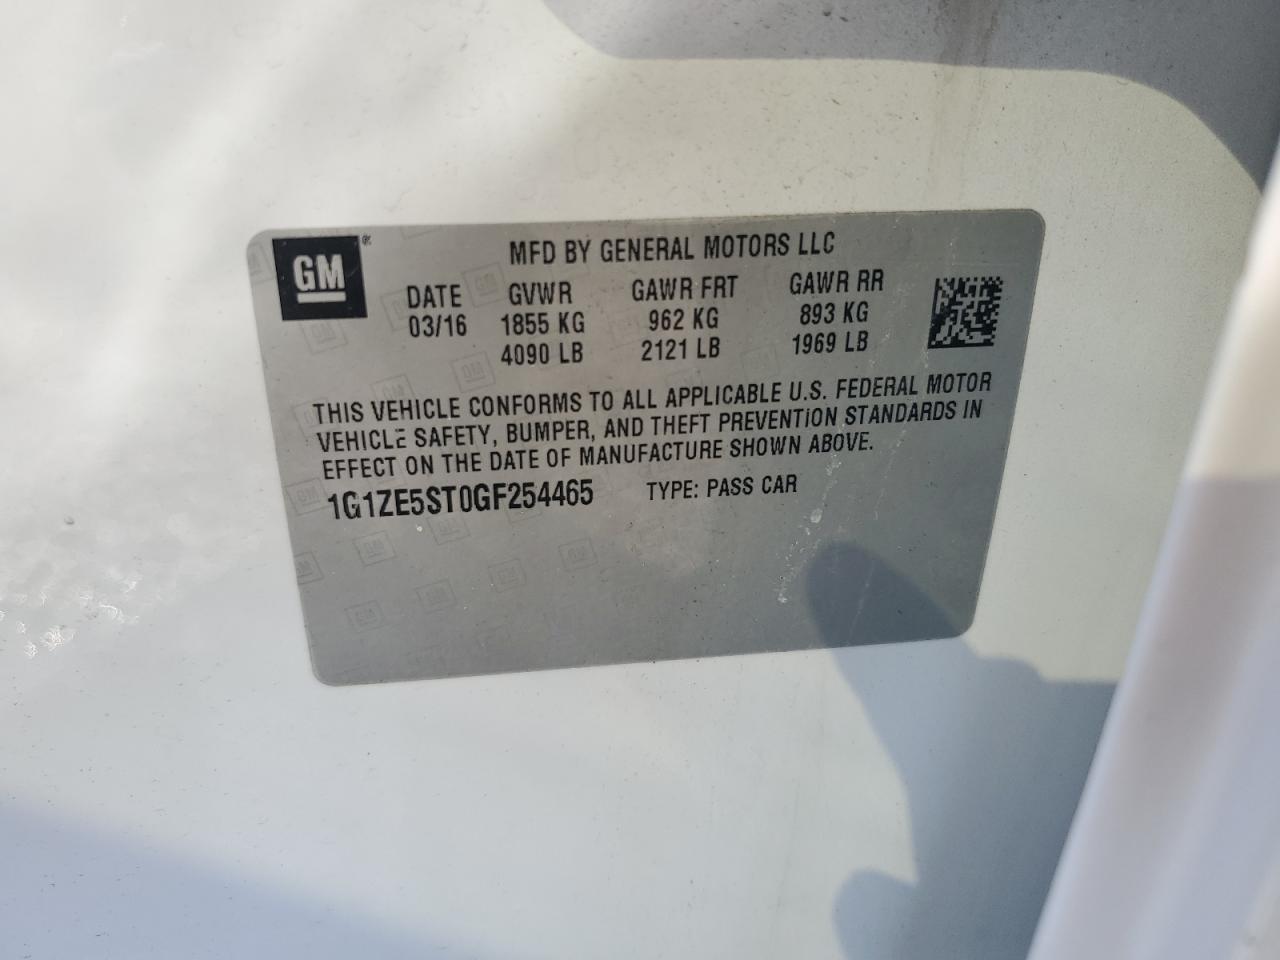 GM
MFD BY GENERAL MOTORS LLC
DATE GVWR GAWR FRT GAWR RR
03/16 1855 KG 962 KG 893 KG
4090 LB 2121 LB 1969 LB
THIS VEHICLE CONFORMS TO ALL APPLICABLE U.S. FEDERAL MOTOR
VEHICLE SAFETY, BUMPER, AND THEFT PREVENTION STANDARDS IN
EFFECT ON THE DATE OF MANUFACTURE SHOWN ABOVE.
1G1ZE5ST0GF254465 TYPE: PASS CAR